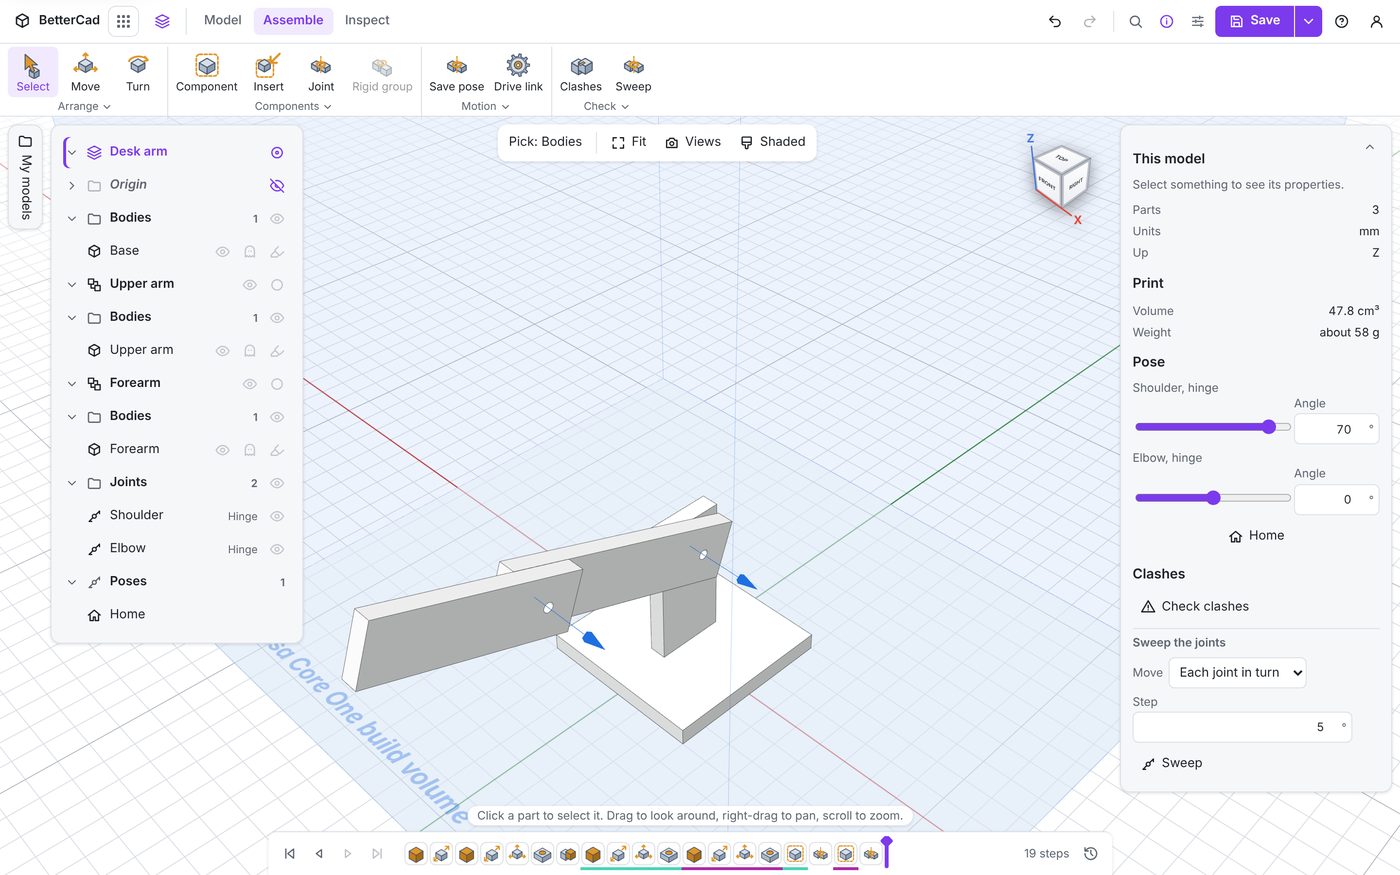 BetterCad
Model
Assemble
Inspect
Save
Select
Move
Turn
Component
Insert
Joint
Rigid group
Save pose
Drive link
Clashes
Sweep
Arrange
Components
Motion
Check
My models
Desk arm
Origin
Bodies 1
Base
Upper arm
Bodies 1
Upper arm
Forearm
Bodies 1
Forearm
Joints 2
Shoulder Hinge
Elbow Hinge
Poses 1
Home
Pick: Bodies
Fit
Views
Shaded
Z
TOP
FRONT
RIGHT
X
This model
Select something to see its properties.
Parts 3
Units mm
Up Z
Print
Volume 47.8 cm³
Weight about 58 g
Pose
Shoulder, hinge
Angle
70 °
Elbow, hinge
Angle
0 °
Home
Clashes
Check clashes
Sweep the joints
Move Each joint in turn
Step
5 °
Sweep
Core One build volume
Click a part to select it. Drag to look around, right-drag to pan, scroll to zoom.
19 steps